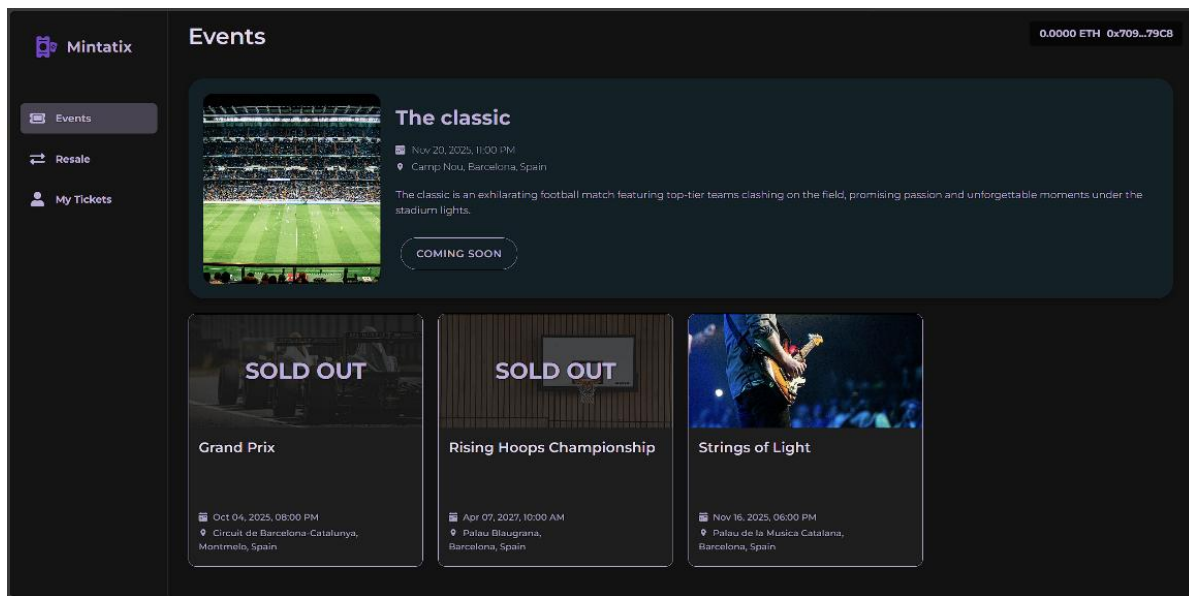 Mintatix
Events
0.0000 ETH 0x709...79C8
Events
Resale
My Tickets
The classic
Nov 20, 2025, 11:00 PM
Camp Nou, Barcelona, Spain
The classic is an exhilarating football match featuring top-tier teams clashing on the field, promising passion and unforgettable moments under the
stadium lights.
COMING SOON
SOLD OUT
Grand Prix
Oct 04, 2025, 08:00 PM
Circuit de Barcelona-Catalunya,
Montmelo, Spain
SOLD OUT
Rising Hoops Championship
Apr 07, 2027, 10:00 AM
Palau Blaugrana,
Barcelona, Spain
Strings of Light
Nov 16, 2025, 06:00 PM
Palau de la Musica Catalana,
Barcelona, Spain